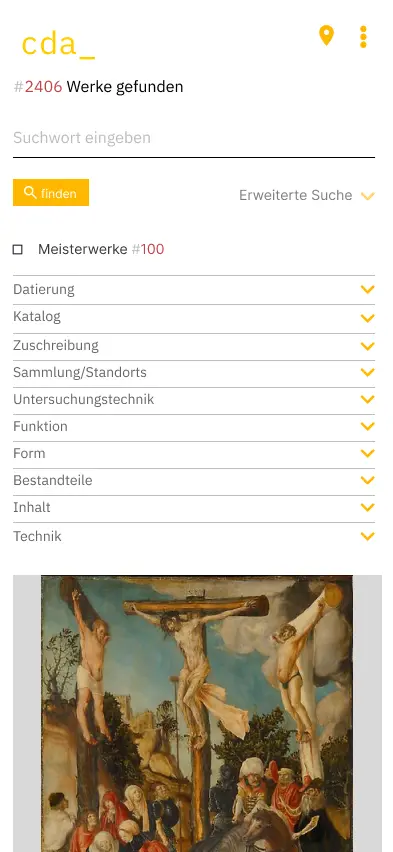 cda_
#2406 Werke gefunden
Suchwort eingeben
finden
Erweiterte Suche
Meisterwerke #100
Datierung
Katalog
Zuschreibung
Sammlung/Standorts
Untersuchungstechnik
Funktion
Form
Bestandteile
Inhalt
Technik